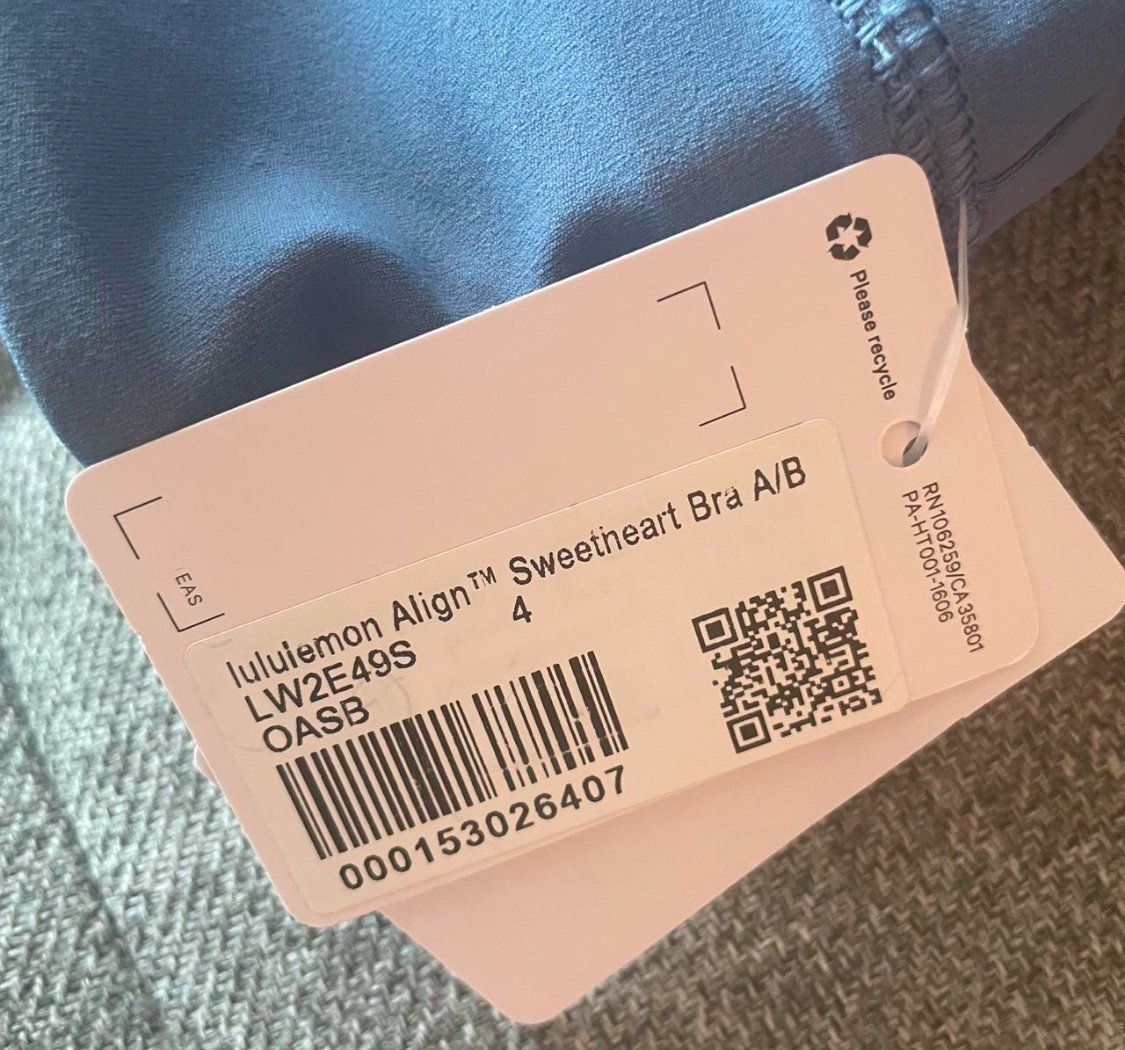 Please recycle
RN106259/CA35801
PA-HT001-1606
EAS
lululemon Align™ Sweetheart Bra A/B
LW2E49S 4
OASB
000153026407